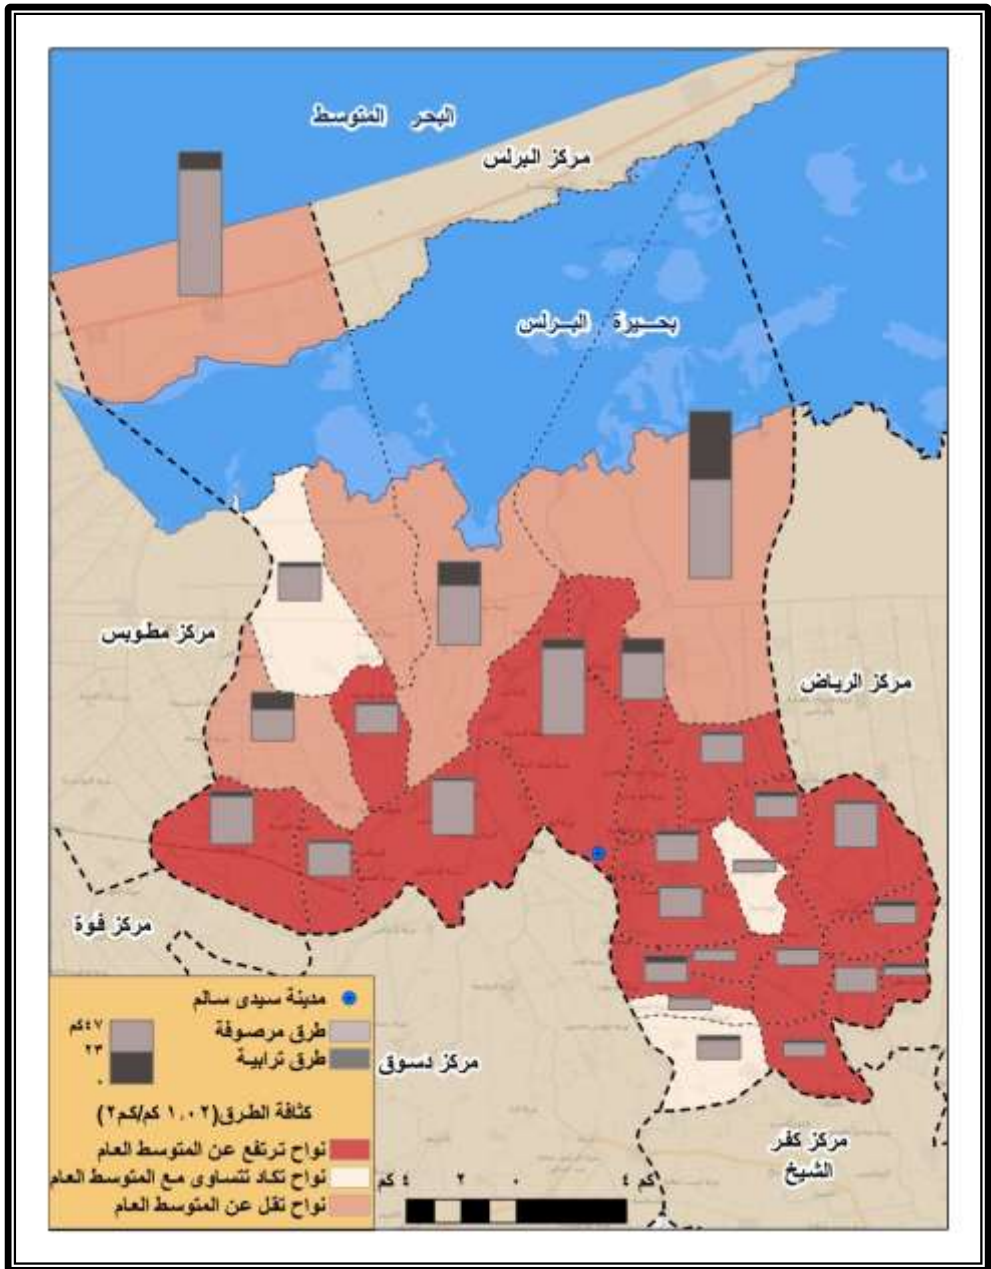 البحر المتوسط
مركز البرلس
بحـــيرة البـــرلس
مركز مطوبس
مركز الرياض
مركز فوة
مركز دسوق
مركز كفر
الشيخ
مدينة سيدى سالم
طرق مرصوفة
طرق ترابية
٤٧كم
٢٣
٠
كثافة الطرق(١،٠٢ كم/كم٢)
نواح ترتفع عن المتوسط العام
نواح تكاد تتساوى مع المتوسط العام
نواح تقل عن المتوسط العام
كم ٤ ٠ ٢ ٤ كم